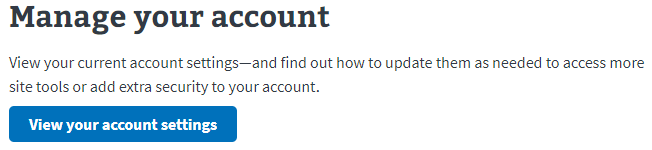 Manage your account
View your current account settings—and find out how to update them as needed to access more
site tools or add extra security to your account.
View your account settings